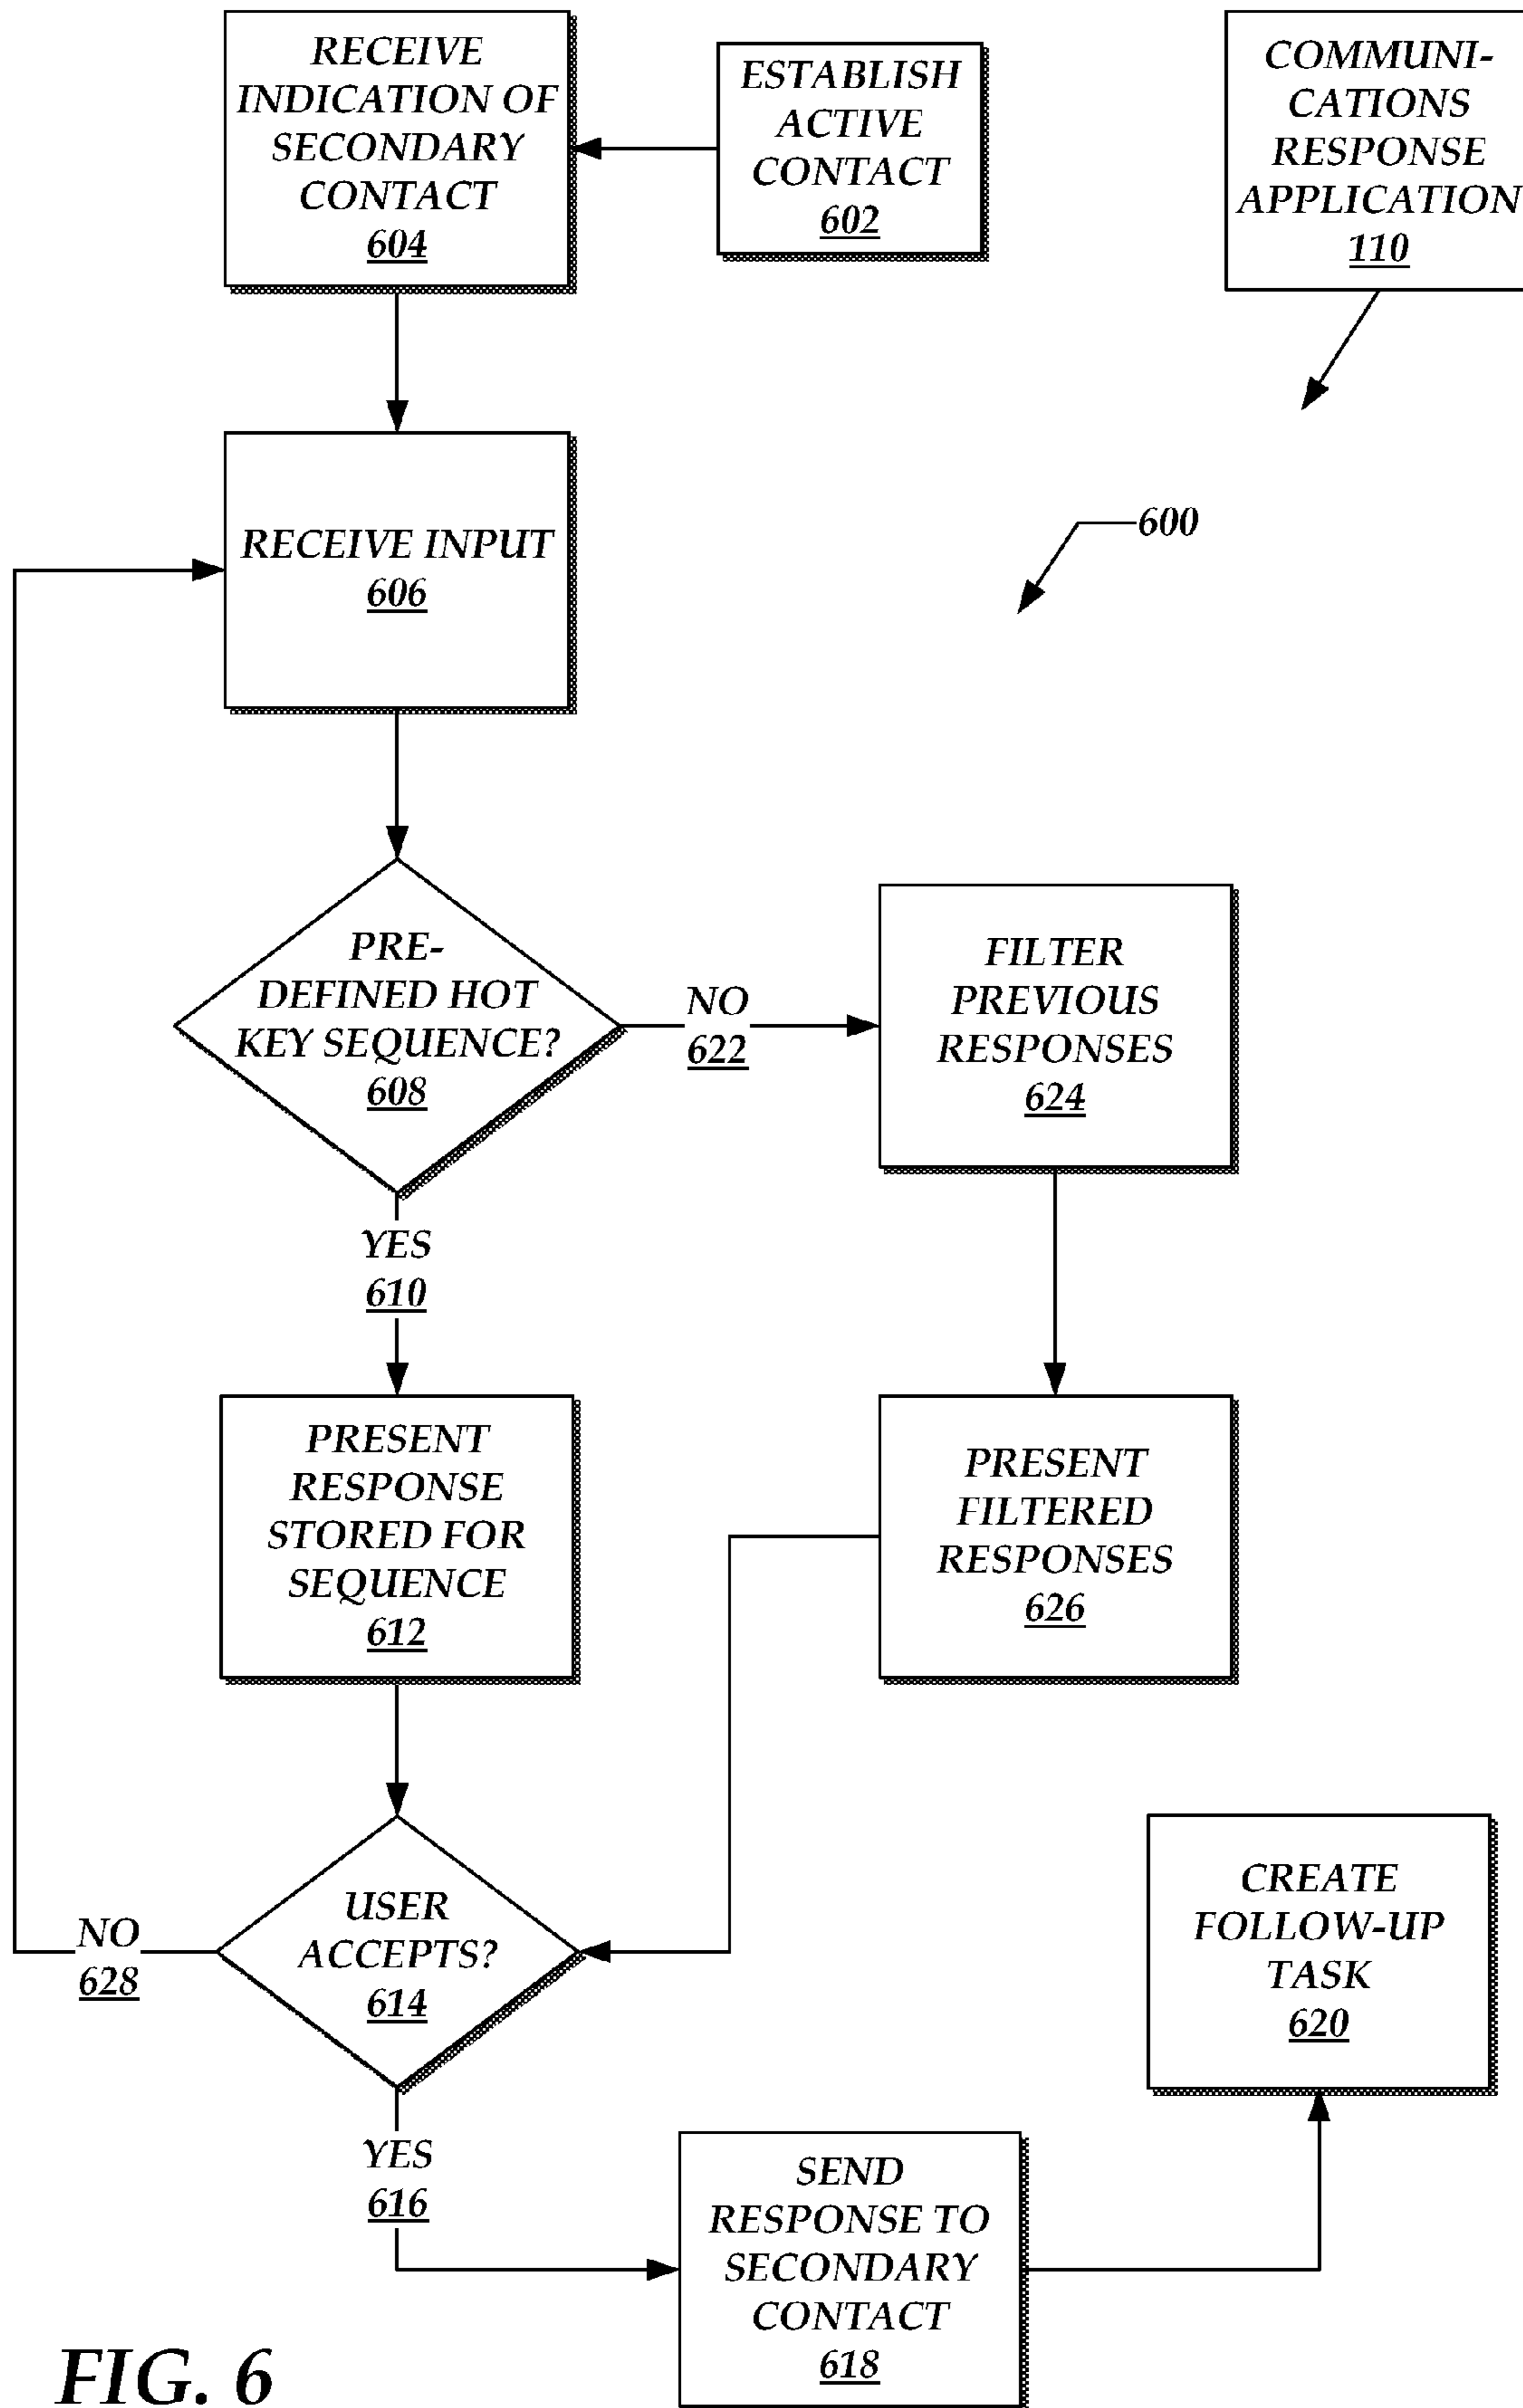 RECEIVE
INDICATION OF
SECONDARY
CONTACT
604
ESTABLISH
ACTIVE
CONTACT
602
COMMUNI-
CATIONS
RESPONSE
APPLICATION
110
RECEIVE INPUT
606
600
PRE-
DEFINED HOT
KEY SEQUENCE?
608
NO
622
FILTER
PREVIOUS
RESPONSES
624
YES
610
PRESENT
RESPONSE
STORED FOR
SEQUENCE
612
PRESENT
FILTERED
RESPONSES
626
USER
ACCEPTS?
614
NO
628
CREATE
FOLLOW-UP
TASK
620
YES
616
SEND
RESPONSE TO
SECONDARY
CONTACT
618
FIG. 6